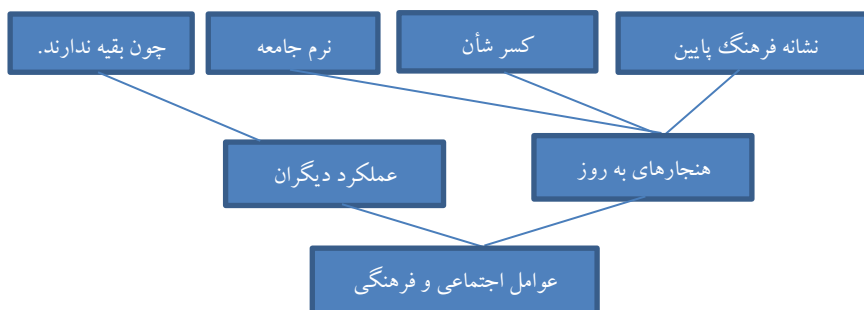 نشانه فرهنگ پایین
کسر شأن
نرم جامعه
چون بقیه ندارند.
هنجارهای به روز
عملکرد دیگران
عوامل اجتماعی و فرهنگی